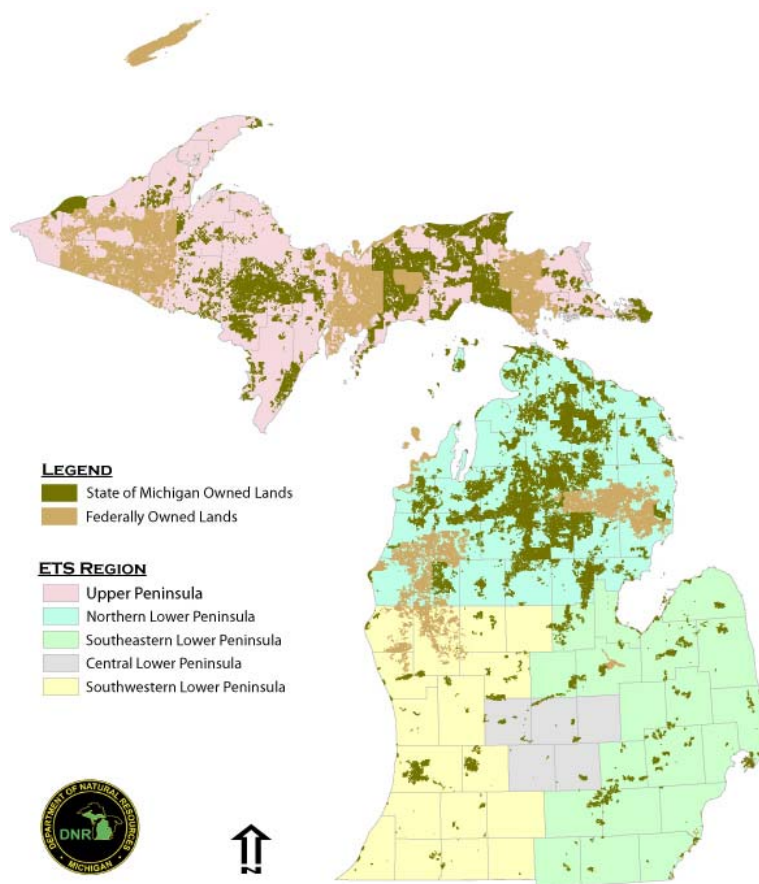 LEGEND
State of Michigan Owned Lands
Federally Owned Lands
ETS REGION
Upper Peninsula
Northern Lower Peninsula
Southeastern Lower Peninsula
Central Lower Peninsula
Southwestern Lower Peninsula
DEPARTMENT OF NATURAL RESOURCES
DNR
MICHIGAN
N